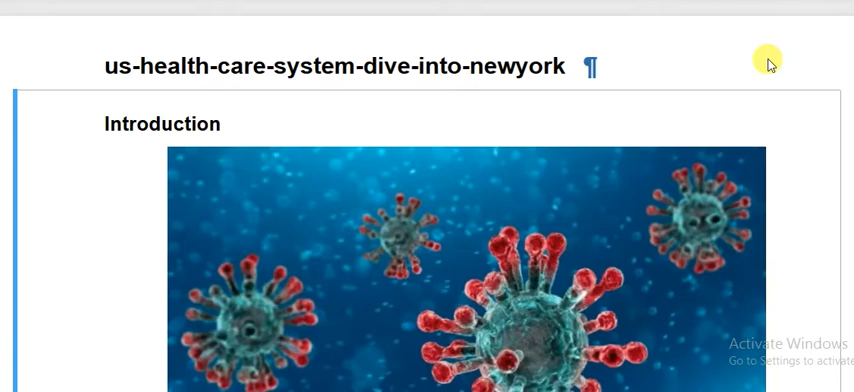 us-health-care-system-dive-into-newyork ¶
Introduction
Activate Windows
Go to Settings to activate